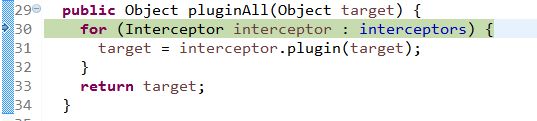 29 public Object pluginAll(Object target) {
30 for (Interceptor interceptor : interceptors) {
31 target = interceptor.plugin(target);
32 }
33 return target;
34 }